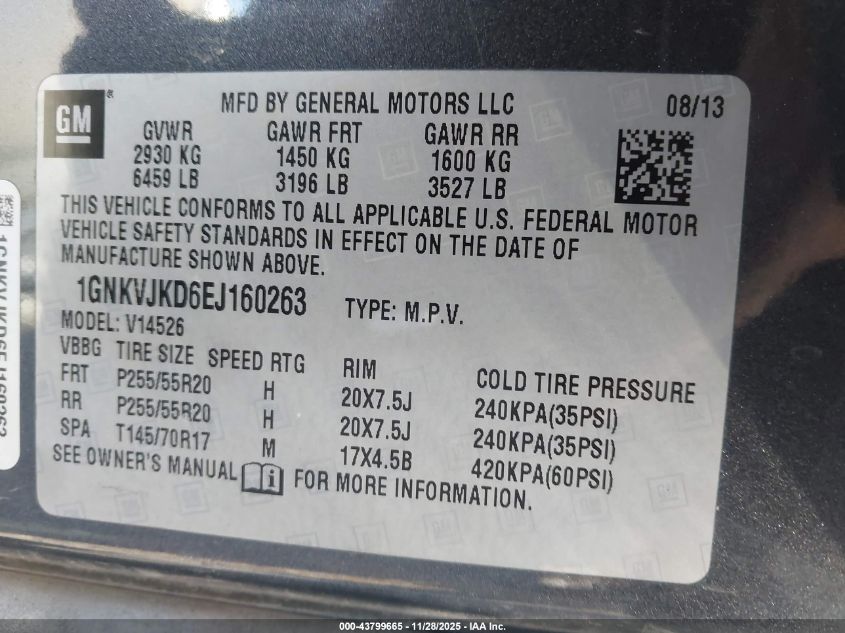 GM
MFD BY GENERAL MOTORS LLC
08/13
GVWR GAWR FRT GAWR RR
2930 KG 1450 KG 1600 KG
6459 LB 3196 LB 3527 LB
THIS VEHICLE CONFORMS TO ALL APPLICABLE U.S. FEDERAL MOTOR
VEHICLE SAFETY STANDARDS IN EFFECT ON THE DATE OF
MANUFACTURE SHOWN ABOVE.
1GNKVJKD6EJ160263 TYPE: M.P.V.
MODEL: V14526
VBBG TIRE SIZE SPEED RTG RIM COLD TIRE PRESSURE
FRT P255/55R20 H 20X7.5J 240KPA(35PSI)
RR P255/55R20 H 20X7.5J 240KPA(35PSI)
SPA T145/70R17 M 17X4.5B 420KPA(60PSI)
SEE OWNER'S MANUAL FOR MORE INFORMATION.
1GNKVJKD6EJ160263
000-43799665 - 11/28/2025 - IAA Inc.